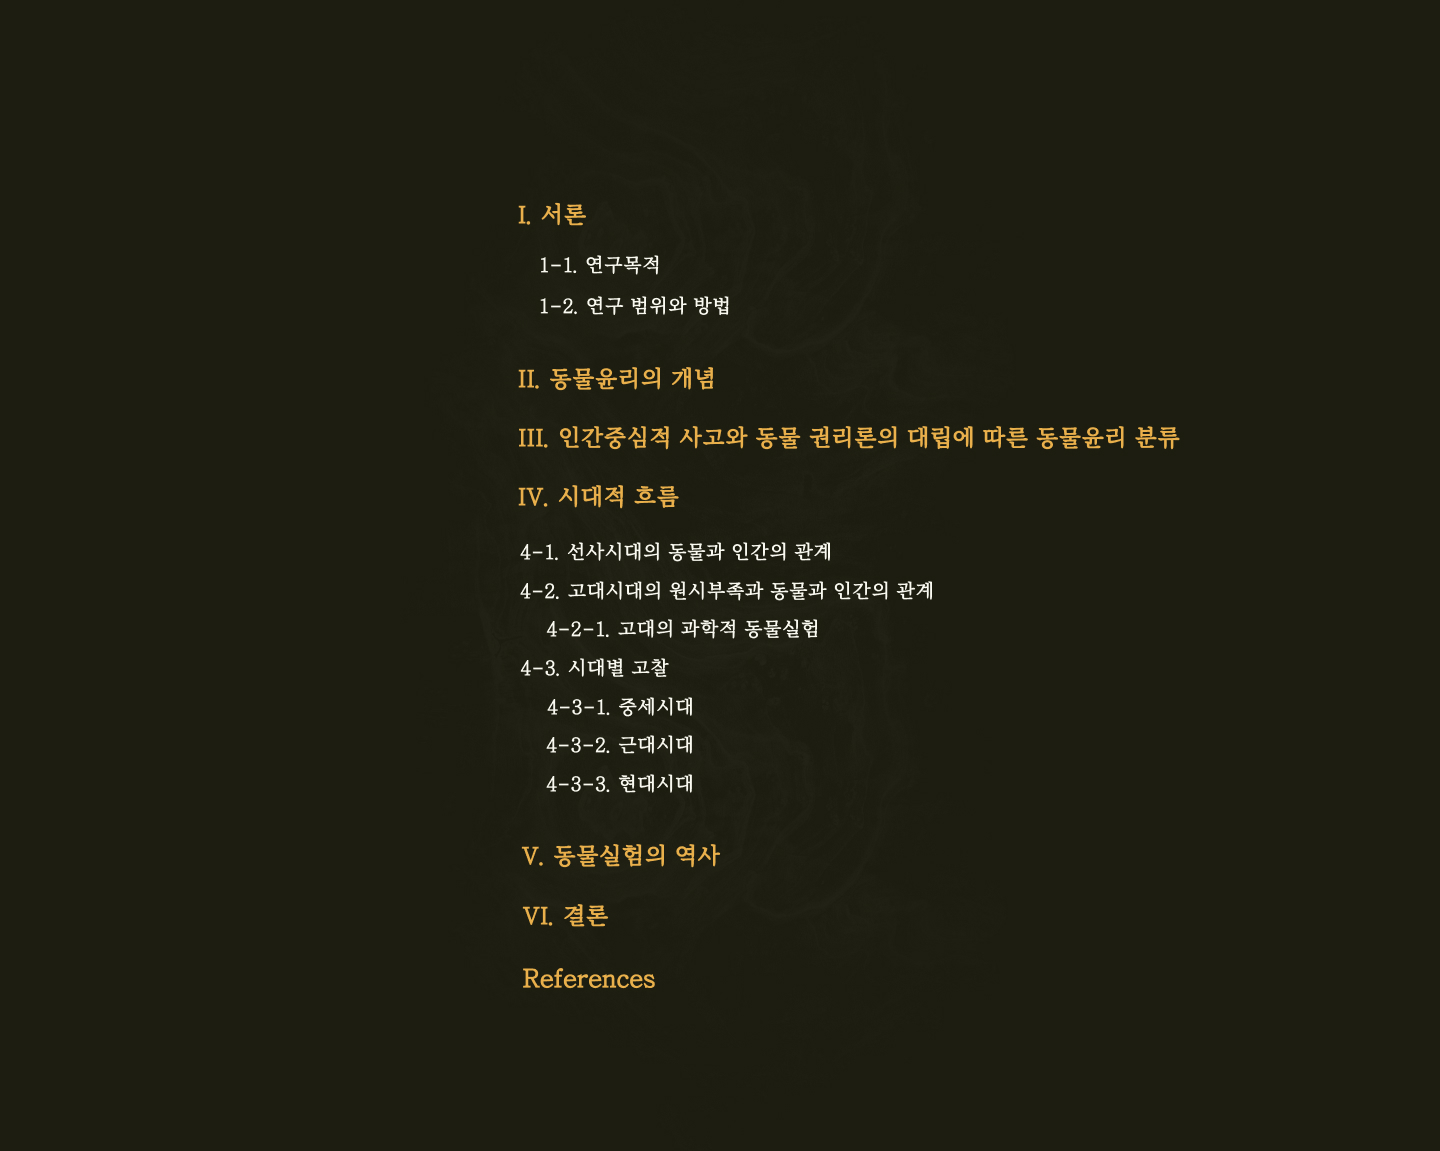 I. 서론
1-1. 연구목적
1-2. 연구 범위와 방법
II. 동물윤리의 개념
III. 인간중심적 사고와 동물 권리론의 대립에 따른 동물윤리 분류
IV. 시대적 흐름
4-1. 선사시대의 동물과 인간의 관계
4-2. 고대시대의 원시부족과 동물과 인간의 관계
4-2-1. 고대의 과학적 동물실험
4-3. 시대별 고찰
4-3-1. 중세시대
4-3-2. 근대시대
4-3-3. 현대시대
V. 동물실험의 역사
VI. 결론
References